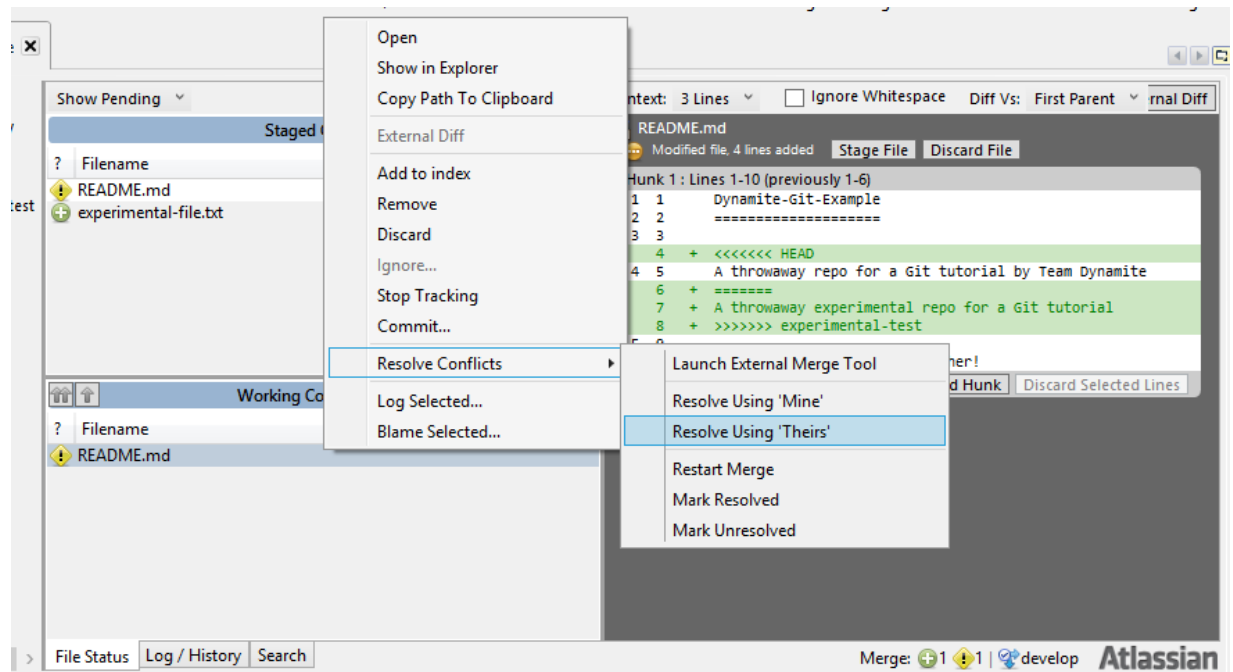 Show Pending
Staged
? Filename
README.md
experimental-file.txt
Working Co
? Filename
README.md
Open
Show in Explorer
Copy Path To Clipboard
External Diff
Add to index
Remove
Discard
Ignore...
Stop Tracking
Commit...
Resolve Conflicts
Log Selected...
Blame Selected...
Launch External Merge Tool
Resolve Using 'Mine'
Resolve Using 'Theirs'
Restart Merge
Mark Resolved
Mark Unresolved
ntext: 3 Lines Ignore Whitespace Diff Vs: First Parent rnal Diff
README.md
Modified file, 4 lines added Stage File Discard File
Hunk 1 : Lines 1-10 (previously 1-6)
1 1 Dynamite-Git-Example
2 2 ====================
3 3
4 + <<<<<<< HEAD
4 5 A throwaway repo for a Git tutorial by Team Dynamite
6 + =======
7 + A throwaway experimental repo for a Git tutorial
8 + >>>>>>> experimental-test
her!
d Hunk Discard Selected Lines
test
File Status Log / History Search
Merge: 1 1 | develop Atlassian